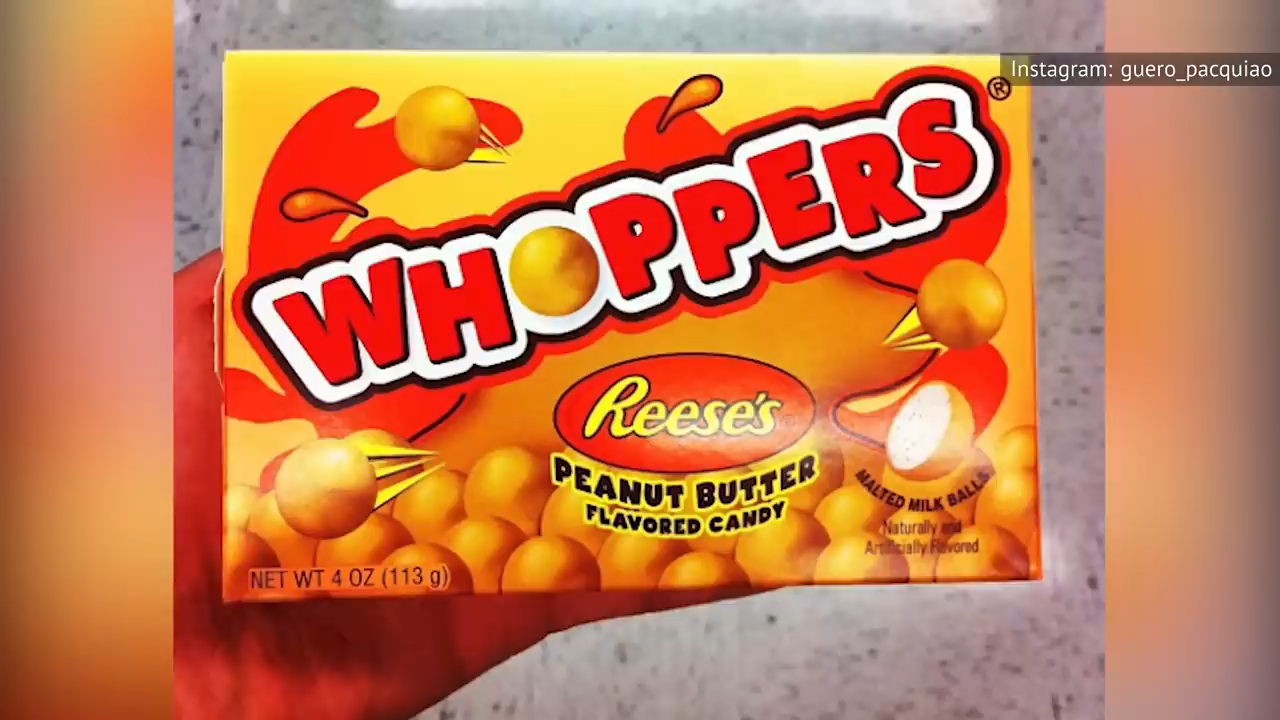 Instagram: guero_pacquiao
WHOPPERS®
Reese's
PEANUT BUTTER
FLAVORED CANDY
MALTED MILK BALLS
Naturally and
Artificially Flavored
NET WT 4 OZ (113 g)